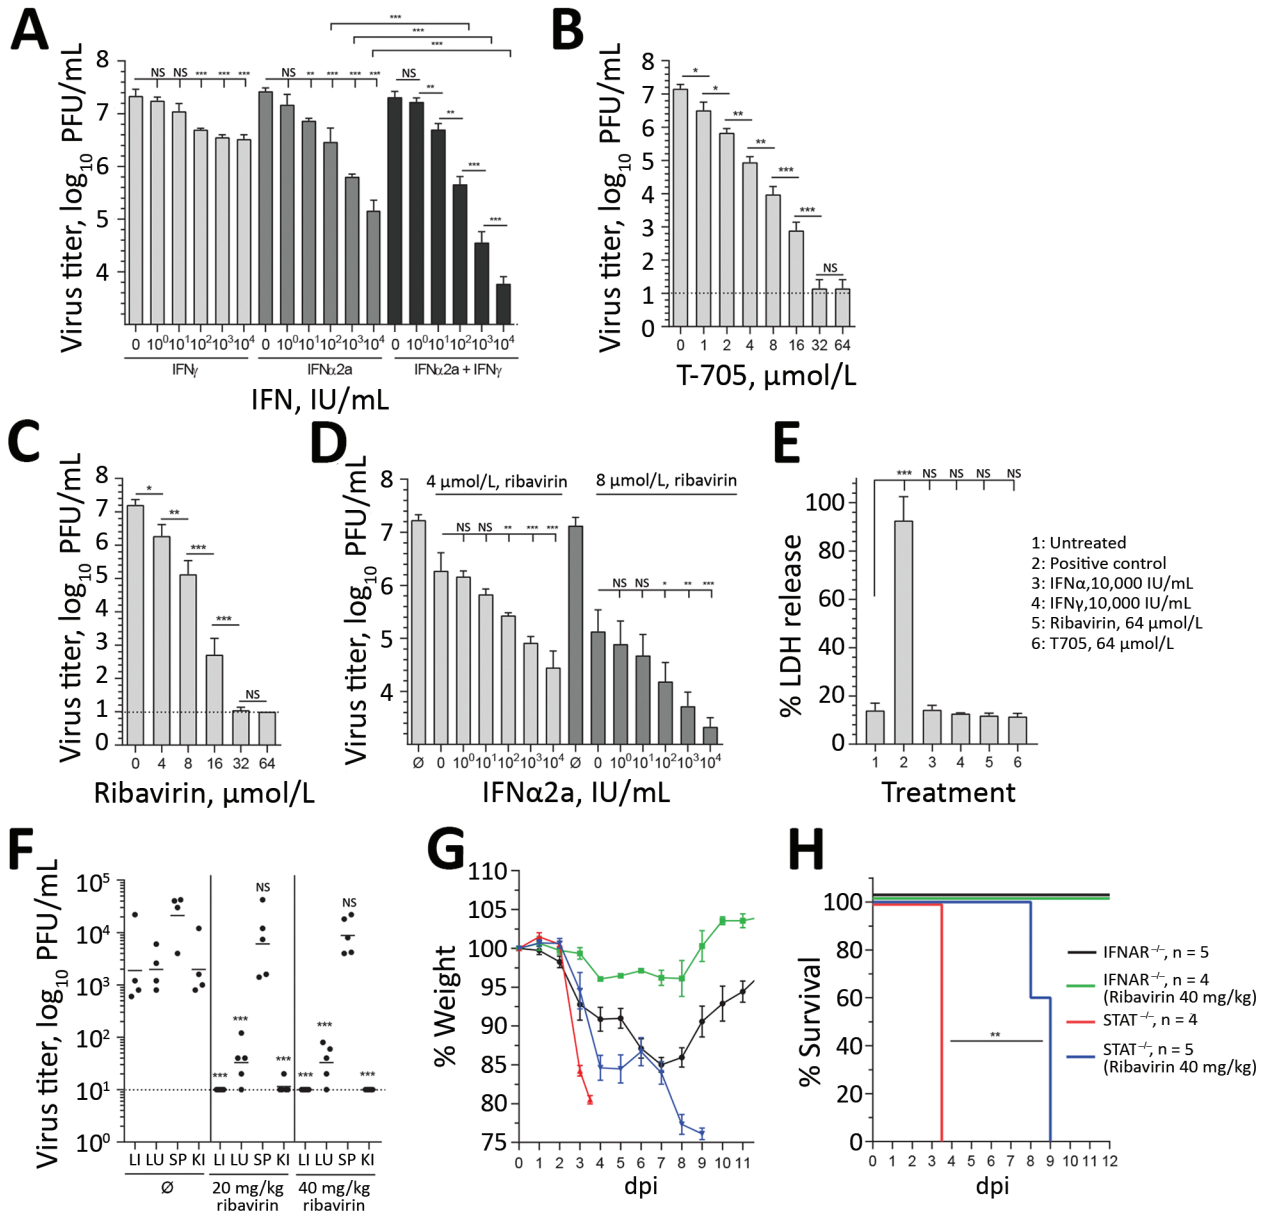 A
Virus titer, log10 PFU/mL
8
7
6
5
4
NS NS *** *** ***
NS ** *** *** ***
NS ** ** *** ***
***
***
***
0 10⁰ 10¹ 10² 10³ 10⁴ 0 10⁰ 10¹ 10² 10³ 10⁴ 0 10⁰ 10¹ 10² 10³ 10⁴
IFNγ IFNα2a IFNα2a + IFNγ
IFN, IU/mL
B
Virus titer, log10 PFU/mL
8
7
6
5
4
3
2
1
0
* * ** ** *** *** NS
0 1 2 4 8 16 32 64
T-705, μmol/L
C
Virus titer, log10 PFU/mL
8
7
6
5
4
3
2
1
0
* ** *** *** NS
0 4 8 16 32 64
Ribavirin, μmol/L
D
Virus titer, log10 PFU/mL
8
7
6
5
4
4 μmol/L, ribavirin 8 μmol/L, ribavirin
NS NS ** *** ***
NS NS * ** ***
Ø 0 10⁰ 10¹ 10² 10³ 10⁴ Ø 0 10⁰ 10¹ 10² 10³ 10⁴
IFNα2a, IU/mL
E
% LDH release
100
80
60
40
20
0
*** NS NS NS NS
1 2 3 4 5 6
Treatment
1: Untreated
2: Positive control
3: IFNα,10,000 IU/mL
4: IFNγ,10,000 IU/mL
5: Ribavirin, 64 μmol/L
6: T705, 64 μmol/L
F
Virus titer, log10 PFU/mL
10⁵
10⁴
10³
10²
10¹
10⁰
*** *** NS ***
*** *** NS ***
LI LU SP KI LI LU SP KI LI LU SP KI
Ø 20 mg/kg 40 mg/kg
ribavirin ribavirin
G
% Weight
110
105
100
95
90
85
80
75
0 1 2 3 4 5 6 7 8 9 10 11
dpi
H
% Survival
100
80
60
40
20
0
**
0 1 2 3 4 5 6 7 8 9 10 11 12
dpi
IFNAR⁻/⁻, n = 5
IFNAR⁻/⁻, n = 4
(Ribavirin 40 mg/kg)
STAT⁻/⁻, n = 4
STAT⁻/⁻, n = 5
(Ribavirin 40 mg/kg)